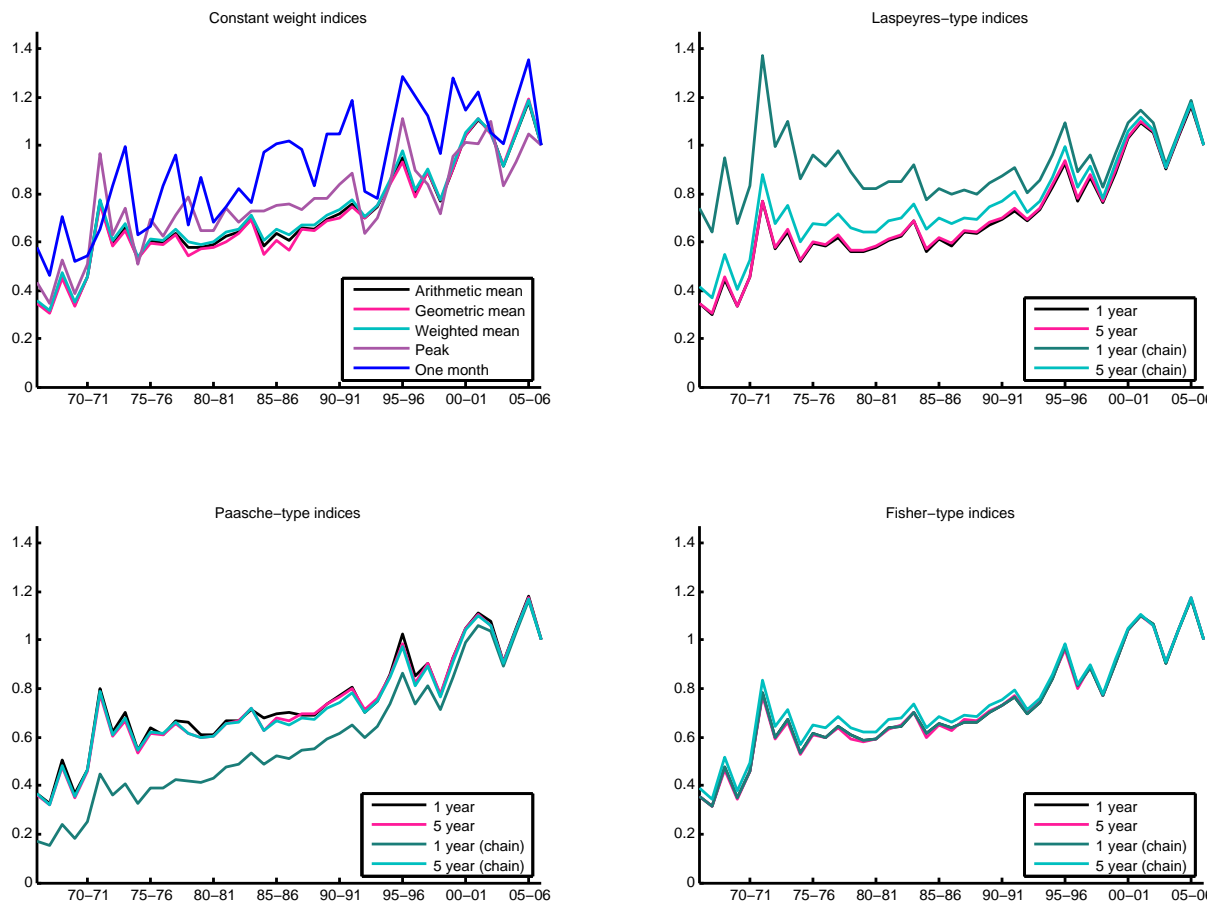 Constant weight indices
1.4
1.2
1
0.8
0.6
0.4
0.2
0
70−71 75−76 80−81 85−86 90−91 95−96 00−01 05−06
Arithmetic mean
Geometric mean
Weighted mean
Peak
One month
Laspeyres−type indices
1.4
1.2
1
0.8
0.6
0.4
0.2
0
70−71 75−76 80−81 85−86 90−91 95−96 00−01 05−06
1 year
5 year
1 year (chain)
5 year (chain)
Paasche−type indices
1.4
1.2
1
0.8
0.6
0.4
0.2
0
70−71 75−76 80−81 85−86 90−91 95−96 00−01 05−06
1 year
5 year
1 year (chain)
5 year (chain)
Fisher−type indices
1.4
1.2
1
0.8
0.6
0.4
0.2
0
70−71 75−76 80−81 85−86 90−91 95−96 00−01 05−06
1 year
5 year
1 year (chain)
5 year (chain)